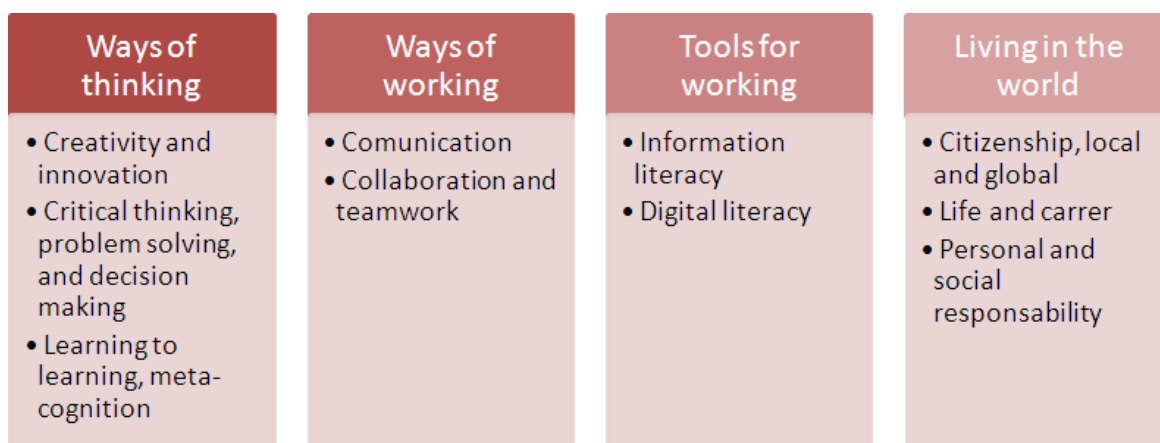 Ways of
thinking
• Creativity and
innovation
• Critical thinking,
problem solving,
and decision
making
• Learning to
learning, meta-
cognition
Ways of
working
• Comunication
• Collaboration and
teamwork
Tools for
working
• Information
literacy
• Digital literacy
Living in the
world
• Citizenship, local
and global
• Life and carrer
• Personal and
social
responsability